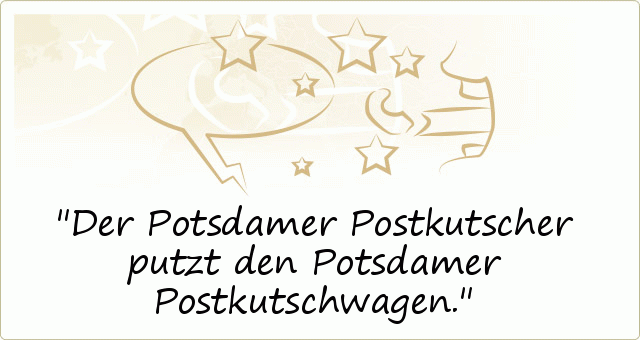 "Der Potsdamer Postkutscher
putzt den Potsdamer
Postkutschwagen."